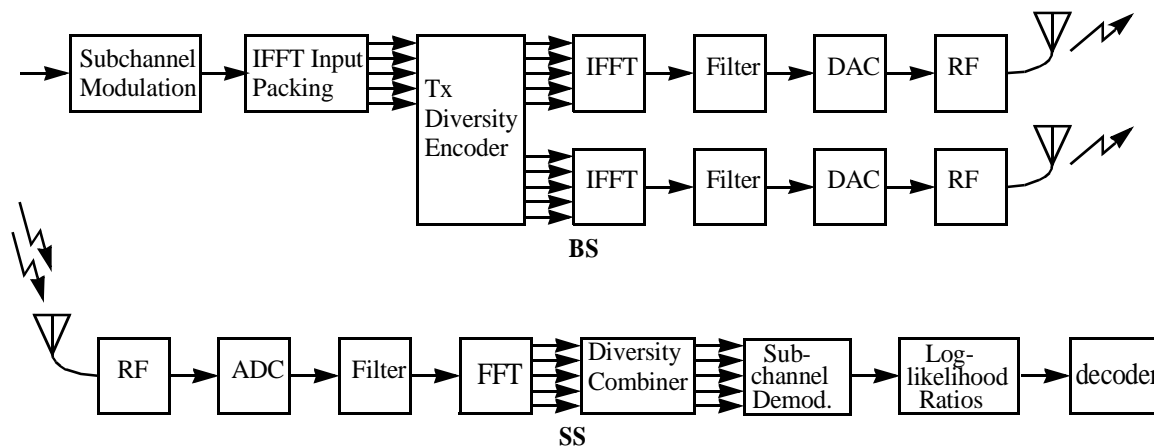 Subchannel
Modulation
IFFT Input
Packing
Tx
Diversity
Encoder
IFFT
Filter
DAC
RF
IFFT
Filter
DAC
RF
BS
RF
ADC
Filter
FFT
Diversity
Combiner
Sub-
channel
Demod.
Log-
likelihood
Ratios
decoder
SS